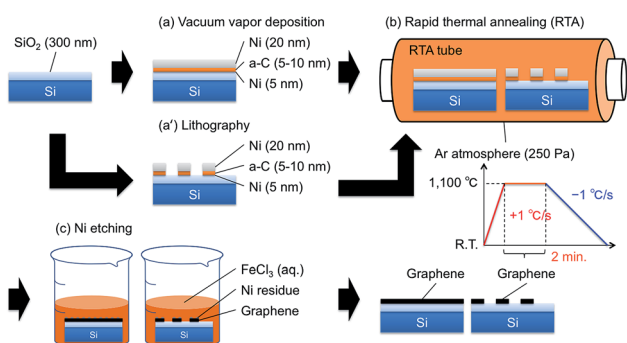 (a) Vacuum vapor deposition
(b) Rapid thermal annealing (RTA)
SiO₂ (300 nm)
Si
Ni (20 nm)
a-C (5-10 nm)
Ni (5 nm)
Si
RTA tube
Si
Si
(a′) Lithography
Ni (20 nm)
a-C (5-10 nm)
Ni (5 nm)
Si
Ar atmosphere (250 Pa)
1,100 °C
−1 °C/s
+1 °C/s
R.T.
2 min.
(c) Ni etching
FeCl₃ (aq.)
Ni residue
Graphene
Si
Si
Graphene
Graphene
Si
Si